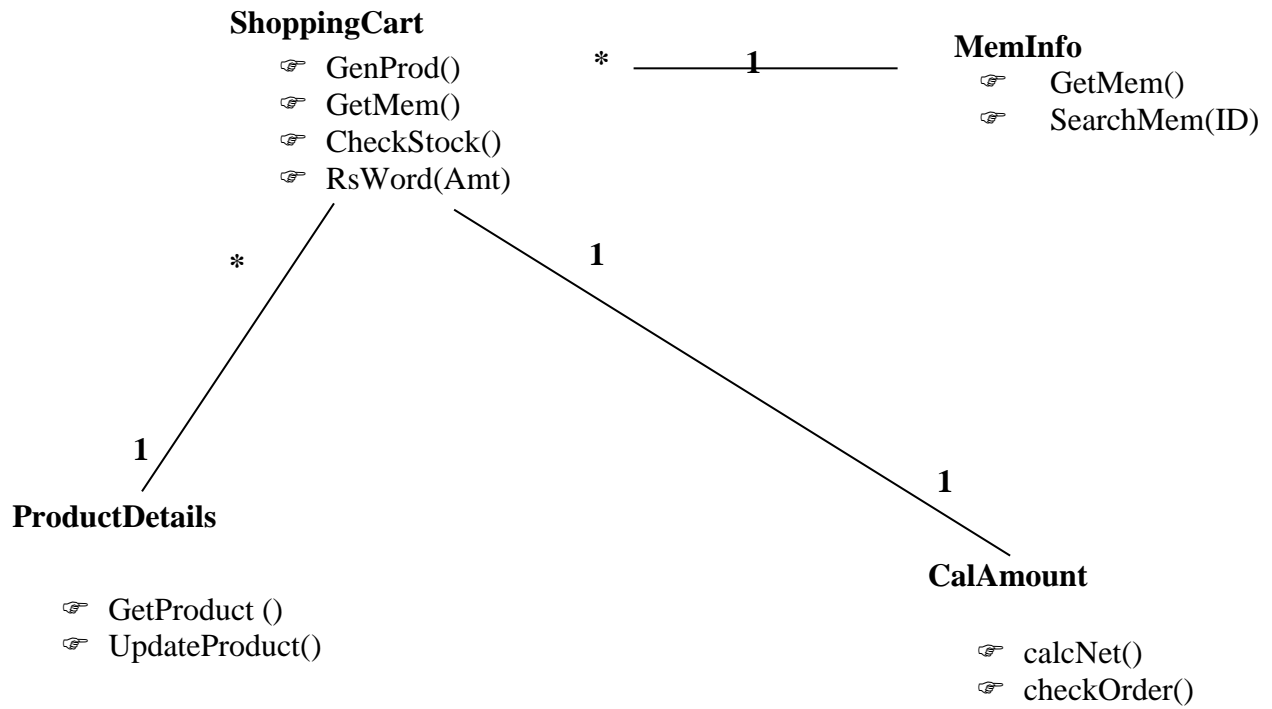 ShoppingCart
☞ GenProd()
☞ GetMem()
☞ CheckStock()
☞ RsWord(Amt)
* 1
MemInfo
☞ GetMem()
☞ SearchMem(ID)
*
1
1
1
ProductDetails
☞ GetProduct ()
☞ UpdateProduct()
CalAmount
☞ calcNet()
☞ checkOrder()